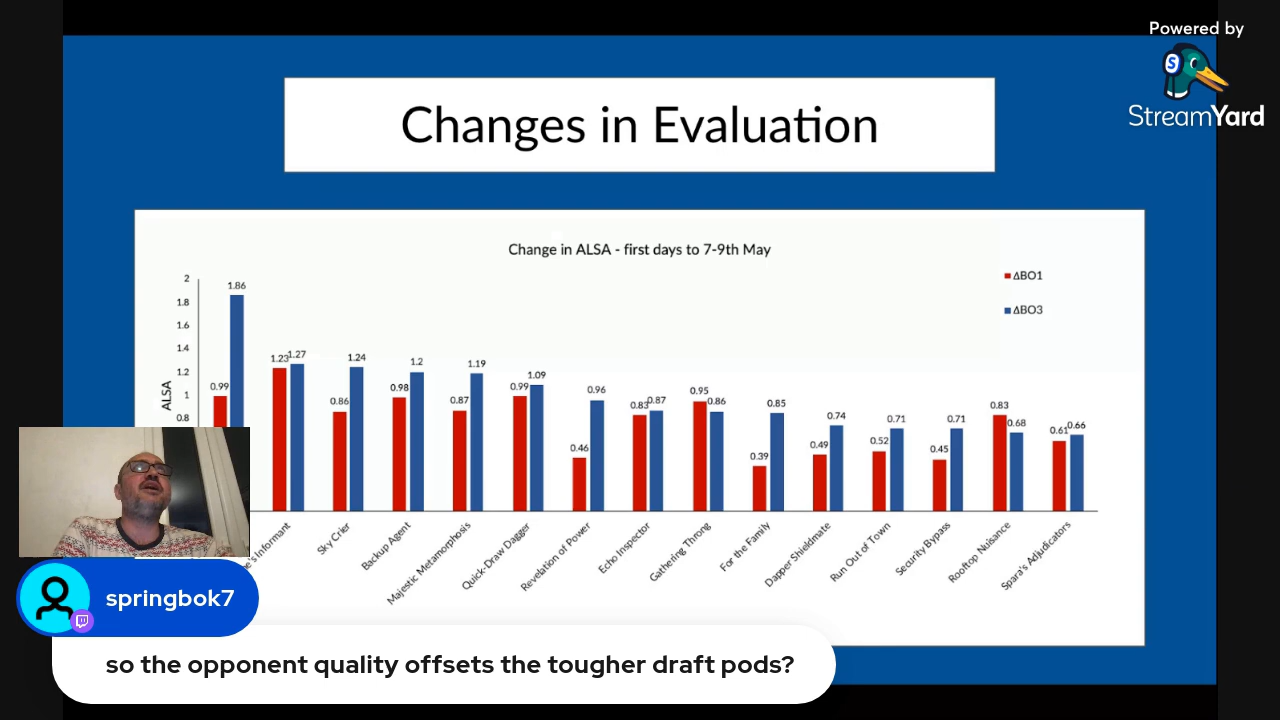 Powered by
StreamYard
Changes in Evaluation
Change in ALSA - first days to 7-9th May
ΔBO1
ΔBO3
ALSA
2
1.8
1.6
1.4
1.2
1
0.8
0.99
1.86
1.23
1.27
0.86
1.24
0.98
1.2
0.87
1.19
0.99
1.09
0.46
0.96
0.83
0.87
0.95
0.86
0.39
0.85
0.49
0.74
0.52
0.71
0.45
0.71
0.83
0.68
0.61
0.66
Informant
Sky Crier
Backup Agent
Majestic Metamorphosis
Quick-Draw Dagger
Revelation of Power
Echo Inspector
Gathering Throng
For the Family
Dapper Shieldmate
Run Out of Town
Security Bypass
Rooftop Nuisance
Spara's Adjudicators
springbok7
so the opponent quality offsets the tougher draft pods?